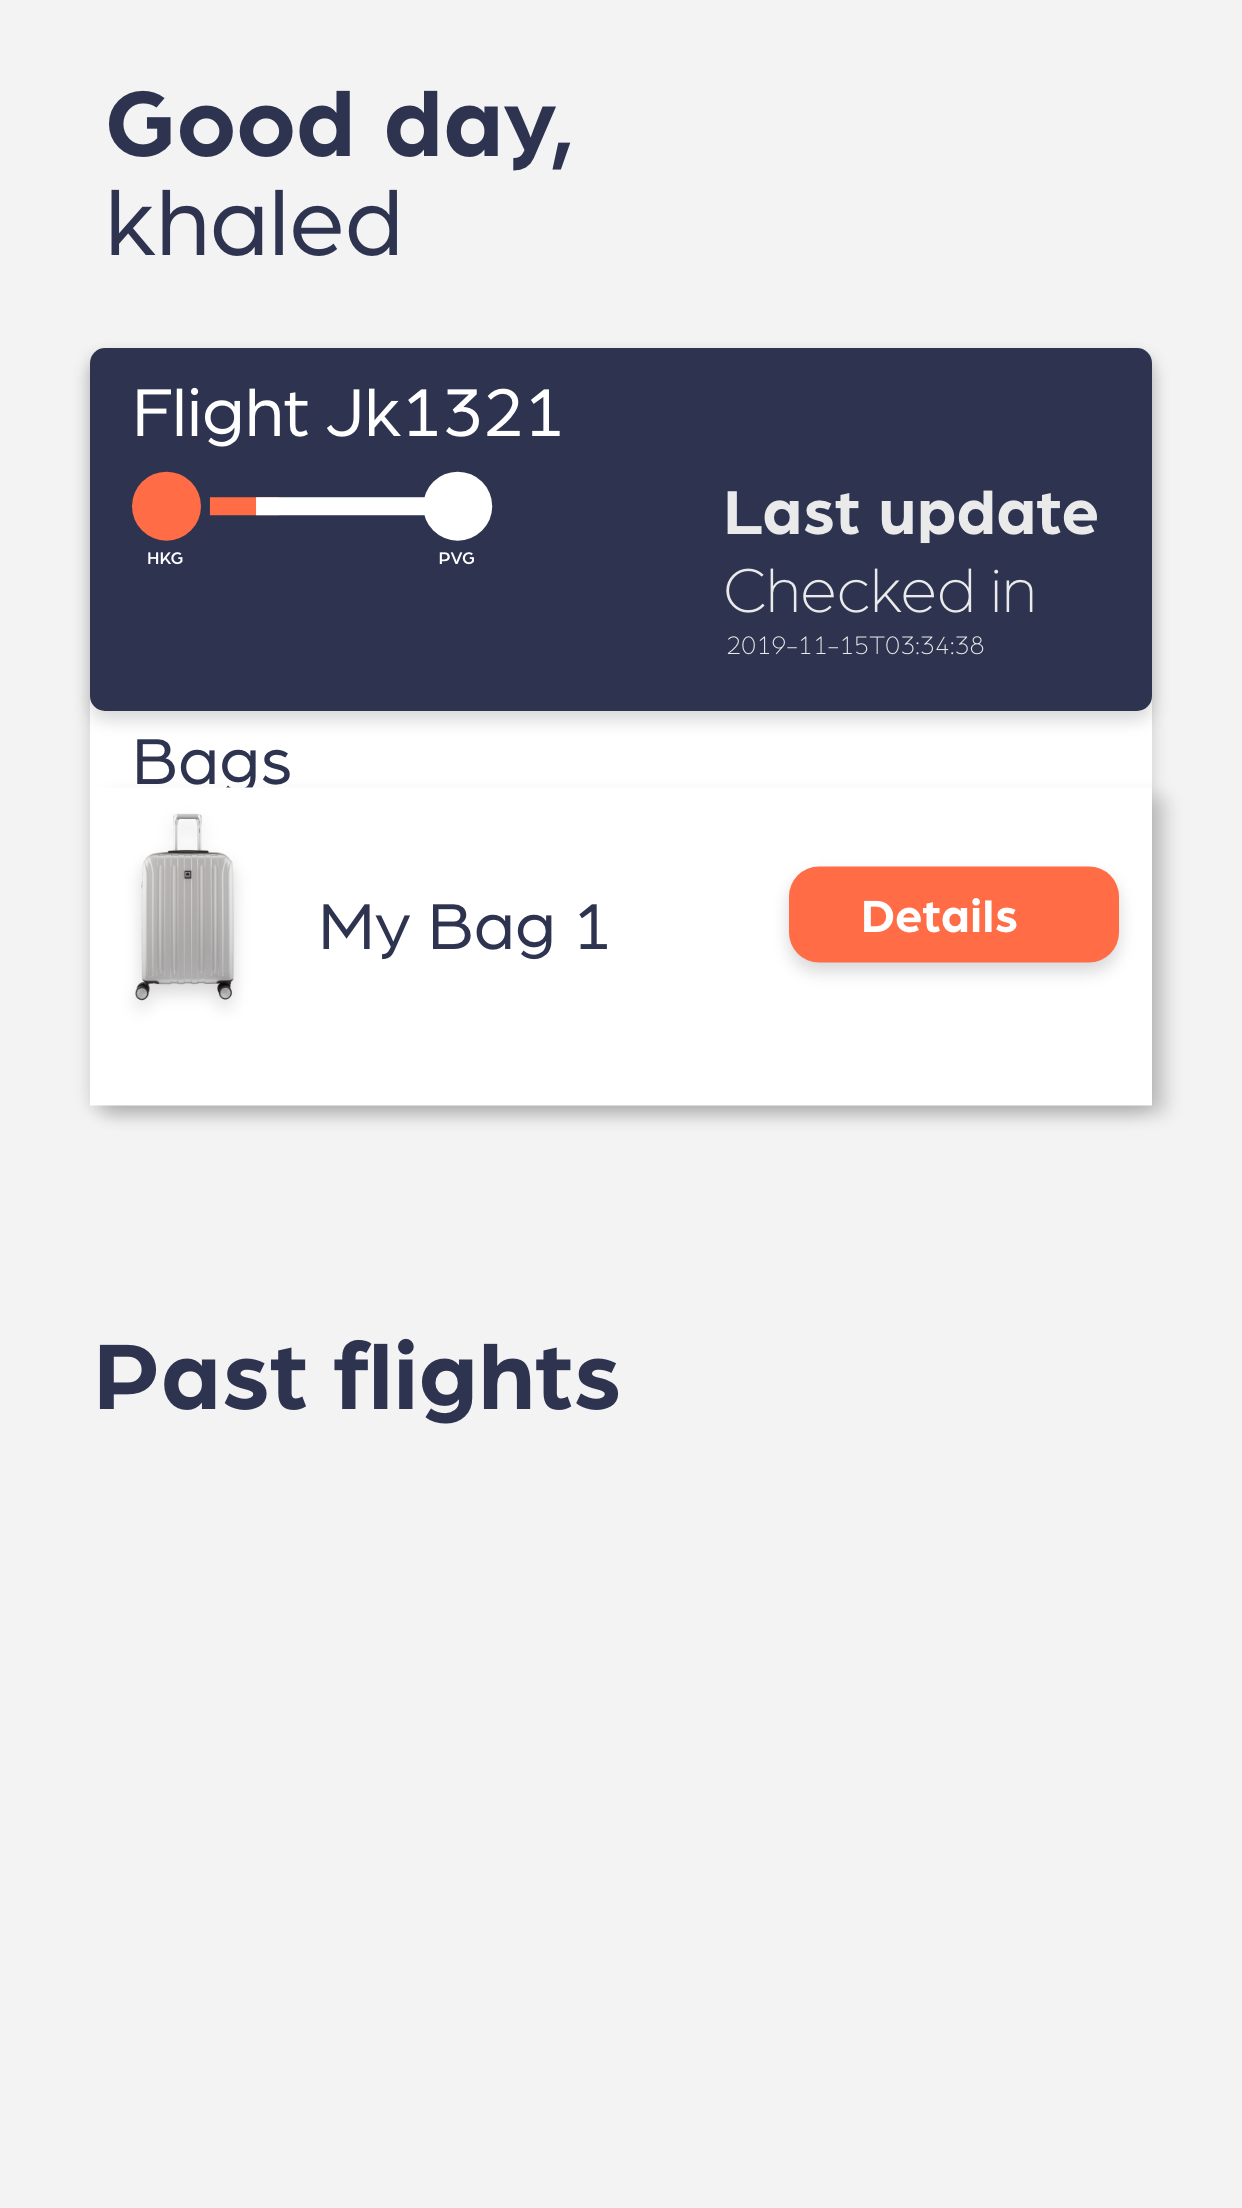 Good day,
khaled
Flight Jk1321
HKG
PVG
Last update
Checked in
2019-11-15T03:34:38
Bags
My Bag 1
Details
Past flights